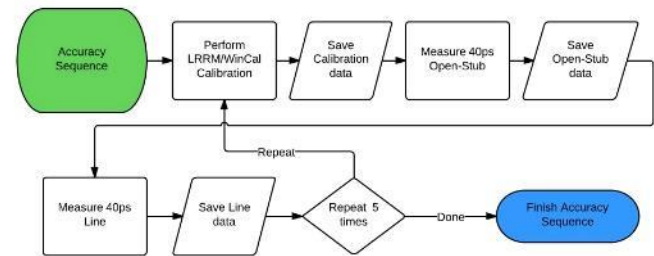 Accuracy
Sequence
Perform
LRRM/WinCal
Calibration
Save
Calibration
data
Measure 40ps
Open-Stub
Save
Open-Stub
data
Repeat
Measure 40ps
Line
Save Line
data
Repeat 5
times
Done
Finish Accuracy
Sequence